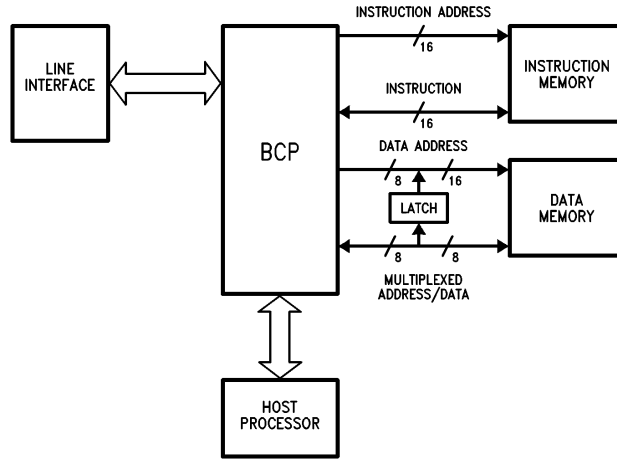 INSTRUCTION ADDRESS
16
LINE
INTERFACE
INSTRUCTION
MEMORY
INSTRUCTION
16
BCP
DATA ADDRESS
8
16
LATCH
DATA
MEMORY
8
8
MULTIPLEXED
ADDRESS/DATA
HOST
PROCESSOR